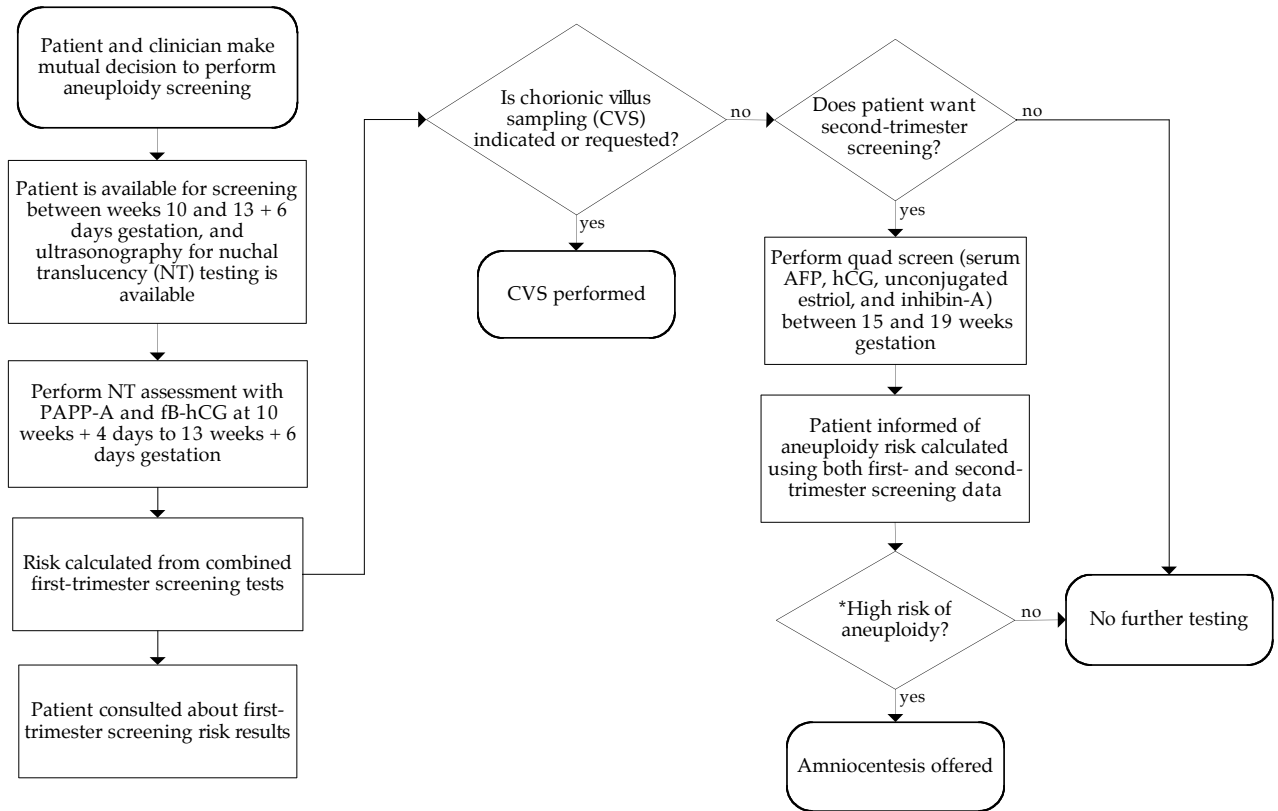 Patient and clinician make
mutual decision to perform
aneuploidy screening
Patient is available for screening
between weeks 10 and 13 + 6
days gestation, and
ultrasonography for nuchal
translucency (NT) testing is
available
Perform NT assessment with
PAPP-A and fB-hCG at 10
weeks + 4 days to 13 weeks + 6
days gestation
Risk calculated from combined
first-trimester screening tests
Patient consulted about first-
trimester screening risk results
Is chorionic villus
sampling (CVS)
indicated or requested?
no
yes
CVS performed
Does patient want
second-trimester
screening?
no
yes
Perform quad screen (serum
AFP, hCG, unconjugated
estriol, and inhibin-A)
between 15 and 19 weeks
gestation
Patient informed of
aneuploidy risk calculated
using both first- and second-
trimester screening data
*High risk of
aneuploidy?
no
yes
No further testing
Amniocentesis offered